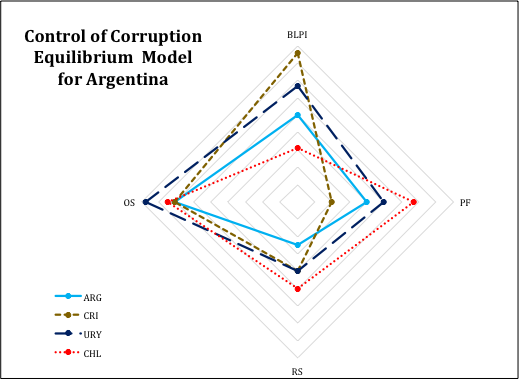 Control of Corruption
Equilibrium Model
for Argentina
BLPI
OS
PF
RS
ARG
CRI
URY
CHL